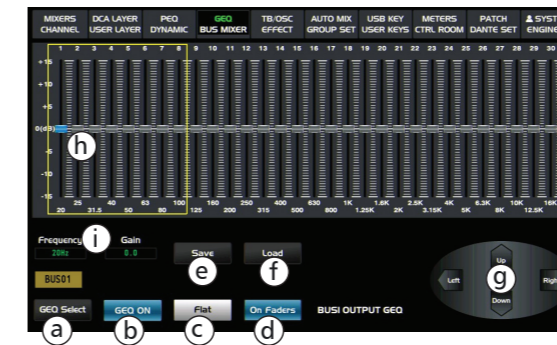 MIXERS DCA LAYER PEQ GEQ TB/OSC AUTO MIX USB KEY METERS PATCH SYST
CHANNEL USER LAYER DYNAMIC BUS MIXER EFFECT GROUP SET USER KEYS CTRL ROOM DANTE SET ENGINE
1 2 3 4 5 6 7 8 9 10 11 12 13 14 15 16 17 18 19 20 21 22 23 24 25 26 27 28 29 30
+15
+10
+5
0(dB)
h
-5
-10
-15
25 40 63 100 160 250 400 630 1K 1.6K 2.5K 4K 6.3K 10K 16K
20 31.5 50 80 125 200 315 500 800 1.25K 2K 3.15K 5K 8K 12.5K
Frequency i Gain
20Hz 0.0
Save Load
e f
Up
Left g Righ
Down
BUS01
GEQ Select GEQ ON Flat On Faders BUS1 OUTPUT GEQ
a b c d